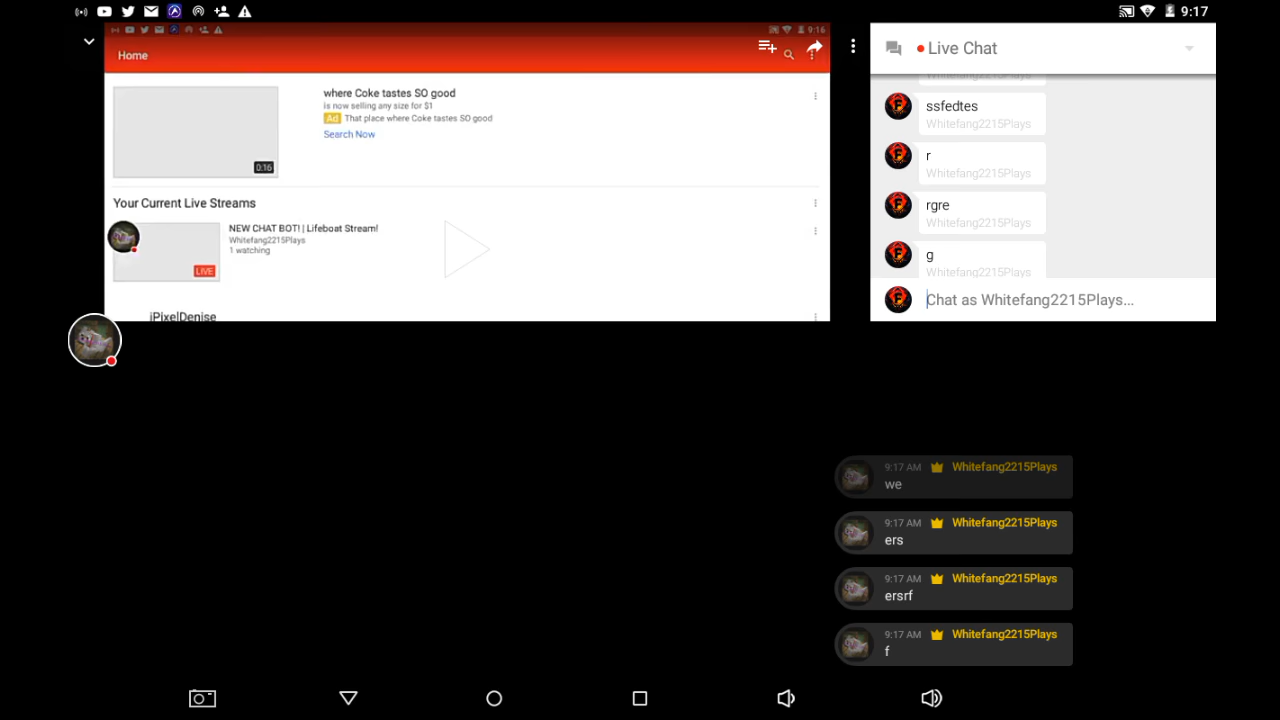 9:17
9:16
Home
where Coke tastes SO good
is now selling any size for $1
Ad That place where Coke tastes SO good
Search Now
0:16
Your Current Live Streams
NEW CHAT BOT! | Lifeboat Stream!
Whitefang2215Plays
1 watching
LIVE
iPixelDenise
Live Chat
Whitefang2215Plays
ssfedtes
Whitefang2215Plays
r
Whitefang2215Plays
rgre
Whitefang2215Plays
g
Whitefang2215Plays
Chat as Whitefang2215Plays...
9:17 AM Whitefang2215Plays
we
9:17 AM Whitefang2215Plays
ers
9:17 AM Whitefang2215Plays
ersrf
9:17 AM Whitefang2215Plays
f